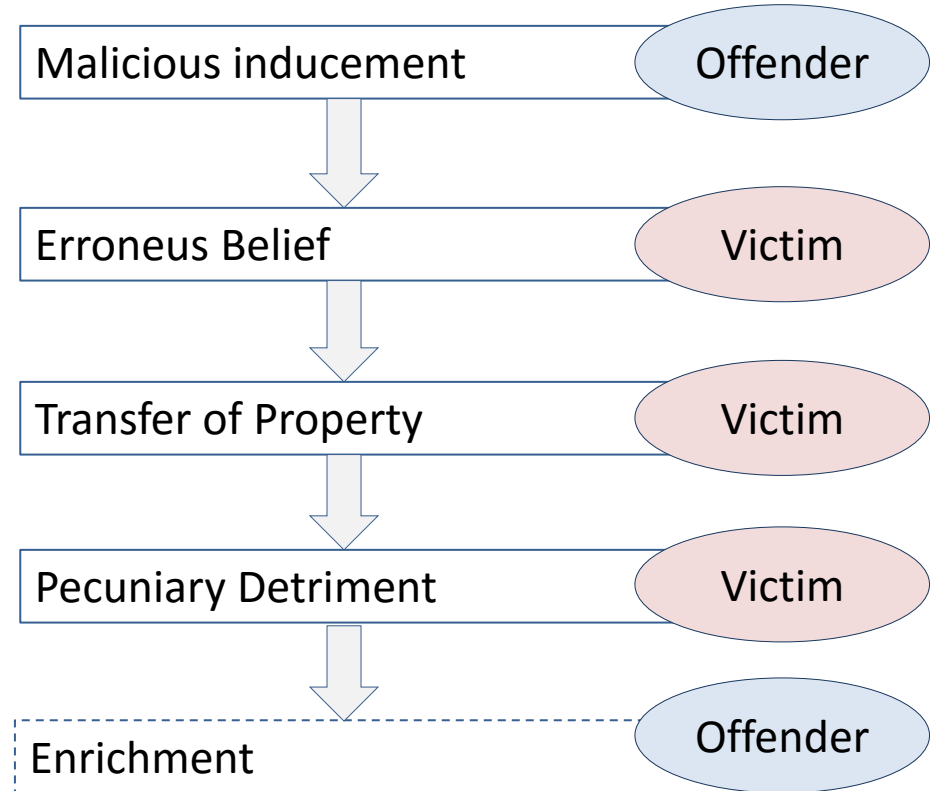 Malicious inducement
Offender
Erroneus Belief
Victim
Transfer of Property
Victim
Pecuniary Detriment
Victim
Offender
Enrichment